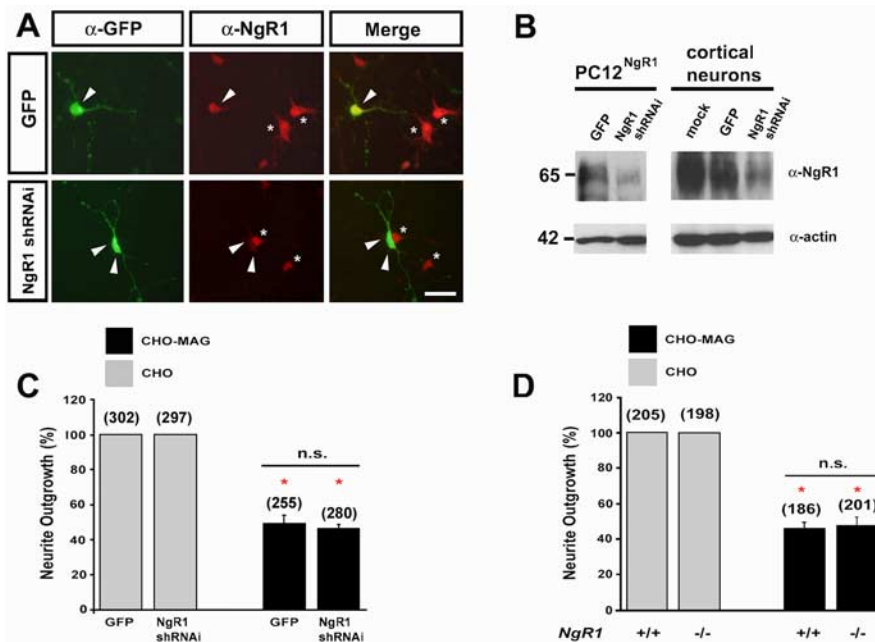 A
α-GFP α-NgR1 Merge
GFP
* *
NgR1 shRNAi
* *
B
PC12NgR1 cortical neurons
GFP NgR1 shRNAi mock GFP NgR1 shRNAi
65 α-NgR1
42 α-actin
C
CHO-MAG
CHO
Neurite Outgrowth (%)
120
100
80
60
40
20
0
(302) (297)
n.s.
* *
(255) (280)
GFP NgR1 shRNAi GFP NgR1 shRNAi
D
CHO-MAG
CHO
Neurite Outgrowth (%)
120
100
80
60
40
20
0
(205) (198)
n.s.
* *
(186) (201)
NgR1 +/+ -/- +/+ -/-